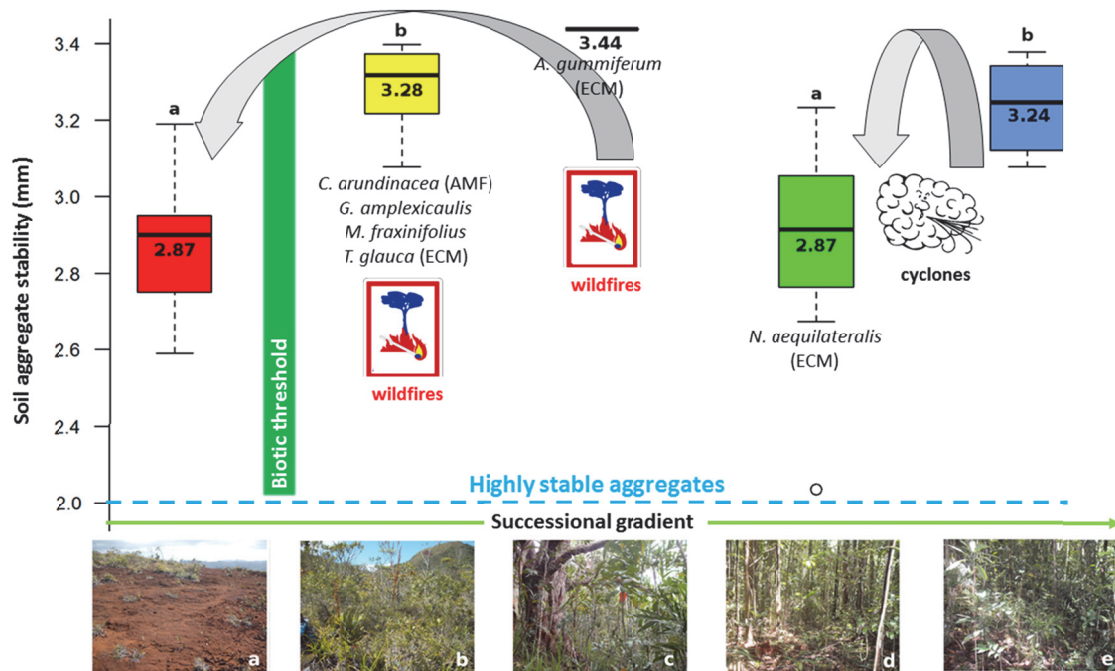 3.4
3.2
3.0
2.8
2.6
2.4
2.0
Soil aggregate stability (mm)
a
2.87
Biotic threshold
b
3.28
C. arundinacea (AMF)
G. amplexicaulis
M. fraxinifolius
T. glauca (ECM)
wildfires
3.44
A. gummiferum
(ECM)
wildfires
a
2.87
N. aequilateralis
(ECM)
cyclones
b
3.24
Highly stable aggregates
Successional gradient
a
b
c
d
e